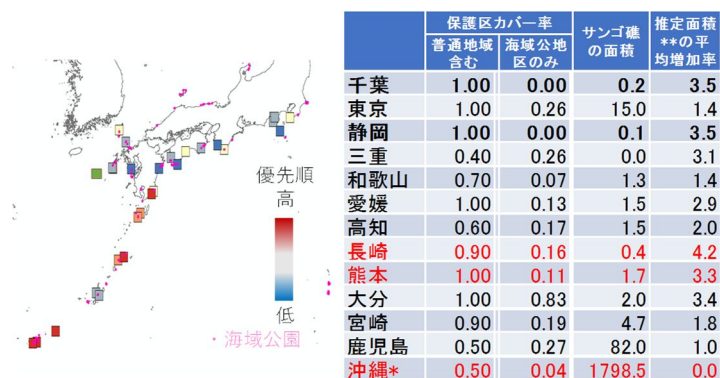 優先順
高
低
海域公園
保護区カバー率 サンゴ礁の面積 推定面積**の平均増加率
普通地域含む 海域公地区のみ
千葉 1.00 0.00 0.2 3.5
東京 1.00 0.26 15.0 1.4
静岡 1.00 0.00 0.1 3.5
三重 0.40 0.26 0.0 3.1
和歌山 0.70 0.07 1.3 1.4
愛媛 1.00 0.13 1.5 2.9
高知 0.60 0.17 1.5 2.0
長崎 0.90 0.16 0.4 4.2
熊本 1.00 0.11 1.7 3.3
大分 1.00 0.83 2.0 3.4
宮崎 0.90 0.19 4.7 1.8
鹿児島 0.50 0.27 82.0 1.0
沖縄* 0.50 0.04 1798.5 0.0